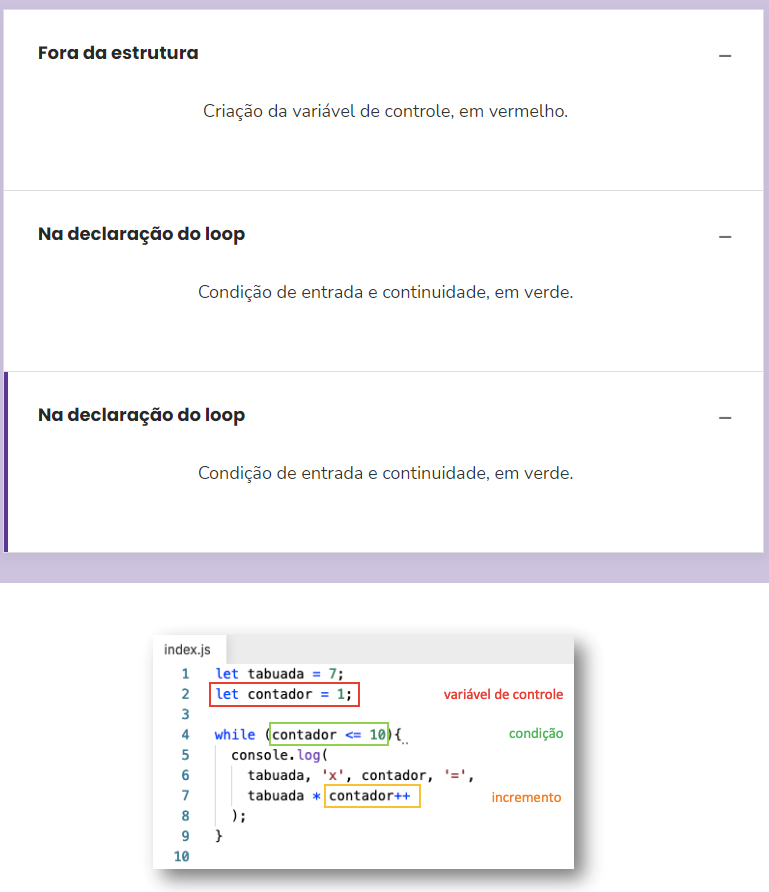 Fora da estrutura
Criação da variável de controle, em vermelho.
Na declaração do loop
Condição de entrada e continuidade, em verde.
Na declaração do loop
Condição de entrada e continuidade, em verde.
index.js
1 let tabuada = 7;
2 let contador = 1; variável de controle
3
4 while (contador <= 10){ condição
5 console.log(
6 tabuada, 'x', contador, '=',
7 tabuada * contador++ incremento
8 );
9 }
10